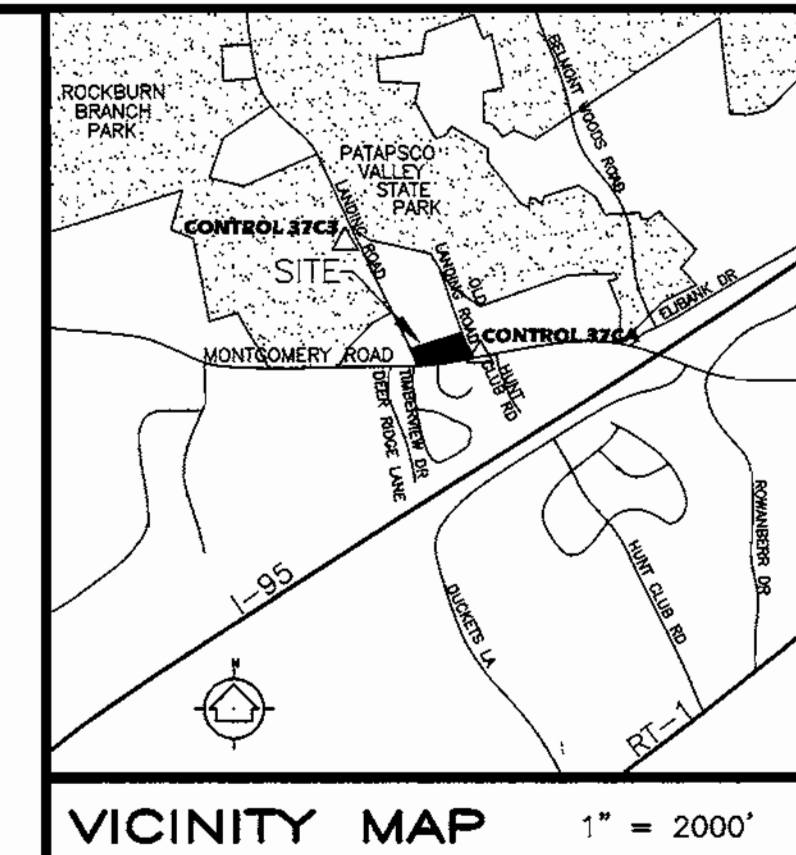 ROCKBURN
BRANCH
PARK
BELMONT WOODS ROAD
PATAPSCO
VALLEY
STATE
PARK
LANDING ROAD
CONTROL 37C3
SITE
OLD
LANDING ROAD
ELIBANK DR
CONTROL 37CA
MONTGOMERY ROAD
HUNT
CLUB RD
TIMBERVIEW DR
DEER RIDGE LANE
ROWANBERR DR
I-95
HUNT CLUB RD
DUCKETS LA
N
RT-1
VICINITY MAP 1" = 2000'